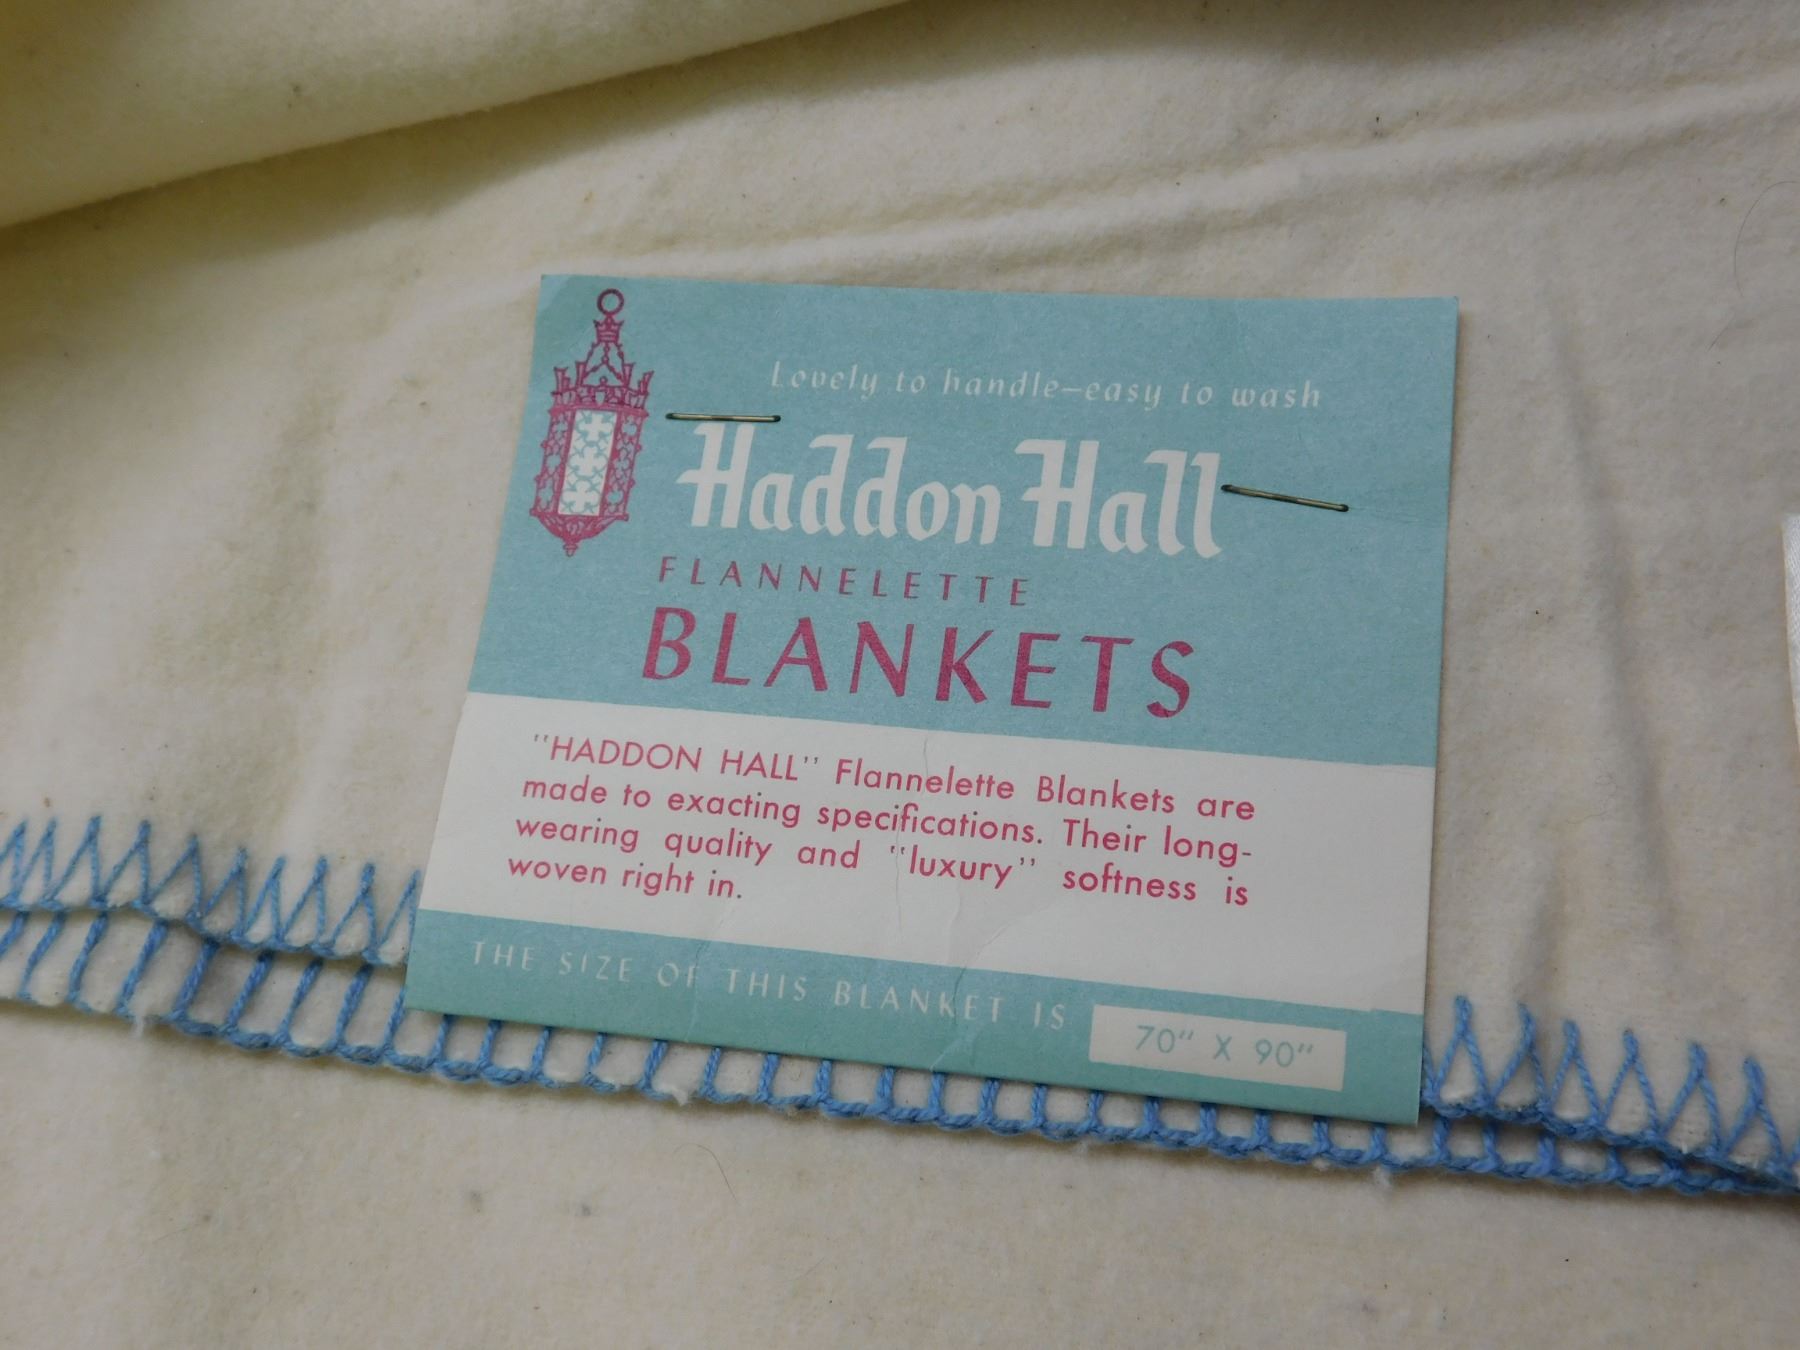 Lovely to handle—easy to wash
Haddon Hall
FLANNELETTE
BLANKETS
"HADDON HALL" Flannelette Blankets are
made to exacting specifications. Their long-
wearing quality and "luxury" softness is
woven right in.
THE SIZE OF THIS BLANKET IS 70" X 90"